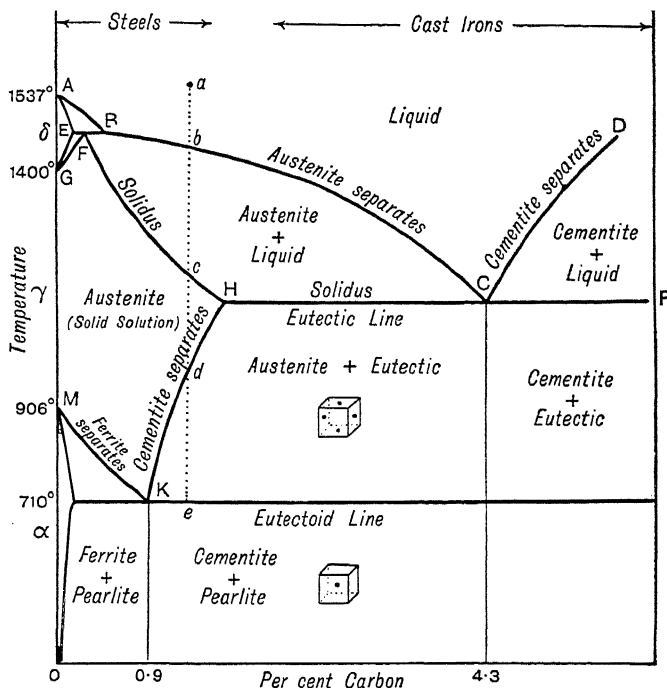 Steels
Cast Irons
a
A
1537°
Liquid
D
δ
E
B
b
F
1400°
G
Solidus
Austenite separates
Cementite separates
Austenite
+
Liquid
Cementite
+
Liquid
Temperature
γ
c
H
Solidus
C
P
Austenite
(Solid Solution)
Eutectic Line
Cementite separates
d
Austenite + Eutectic
Cementite
+
Eutectic
906°
M
Ferrite
separates
K
710°
e
Eutectoid Line
α
Ferrite
+
Pearlite
Cementite
+
Pearlite
0
0·9
Per cent Carbon
4·3